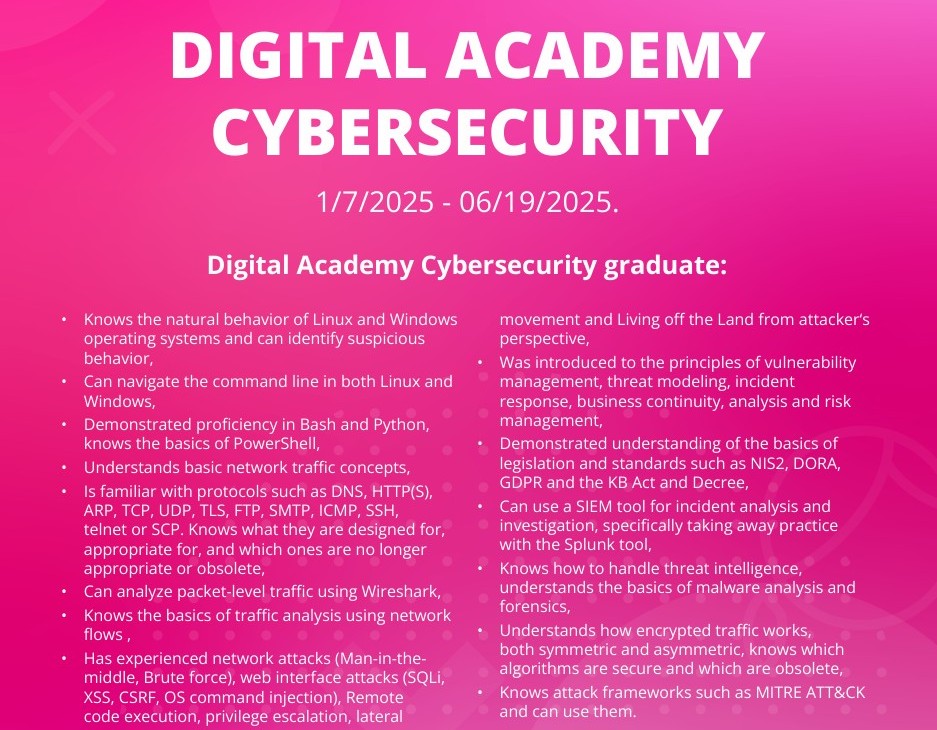 DIGITAL ACADEMY
CYBERSECURITY
1/7/2025 - 06/19/2025.
Digital Academy Cybersecurity graduate:
• Knows the natural behavior of Linux and Windows
operating systems and can identify suspicious
behavior,
• Can navigate the command line in both Linux and
Windows,
• Demonstrated proficiency in Bash and Python,
knows the basics of PowerShell,
• Understands basic network traffic concepts,
• Is familiar with protocols such as DNS, HTTP(S),
ARP, TCP, UDP, TLS, FTP, SMTP, ICMP, SSH,
telnet or SCP. Knows what they are designed for,
appropriate for, and which ones are no longer
appropriate or obsolete,
• Can analyze packet-level traffic using Wireshark,
• Knows the basics of traffic analysis using network
flows ,
• Has experienced network attacks (Man-in-the-
middle, Brute force), web interface attacks (SQLi,
XSS, CSRF, OS command injection), Remote
code execution, privilege escalation, lateral
movement and Living off the Land from attacker's
perspective,
• Was introduced to the principles of vulnerability
management, threat modeling, incident
response, business continuity, analysis and risk
management,
• Demonstrated understanding of the basics of
legislation and standards such as NIS2, DORA,
GDPR and the KB Act and Decree,
• Can use a SIEM tool for incident analysis and
investigation, specifically taking away practice
with the Splunk tool,
• Knows how to handle threat intelligence,
understands the basics of malware analysis and
forensics,
• Understands how encrypted traffic works,
both symmetric and asymmetric, knows which
algorithms are secure and which are obsolete,
• Knows attack frameworks such as MITRE ATT&CK
and can use them.